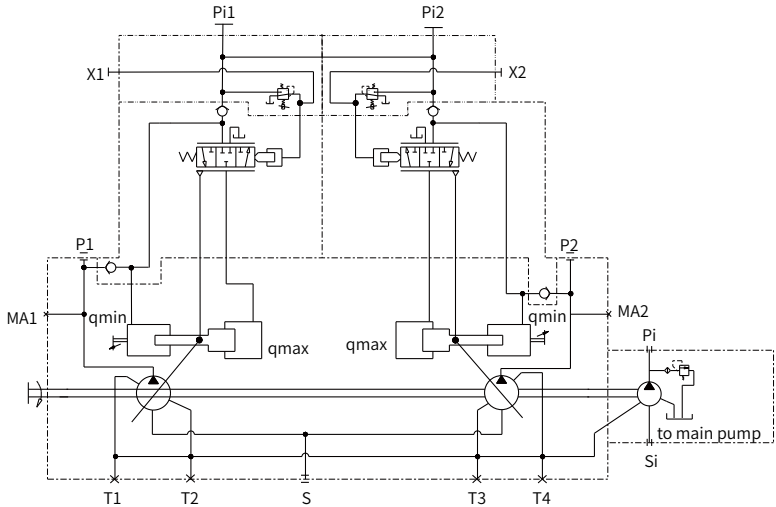 Pi1
Pi2
X1
X2
P1
P2
MA1
qmin
qmin
MA2
qmax
qmax
Pi
to main pump
Si
T1
T2
S
T3
T4